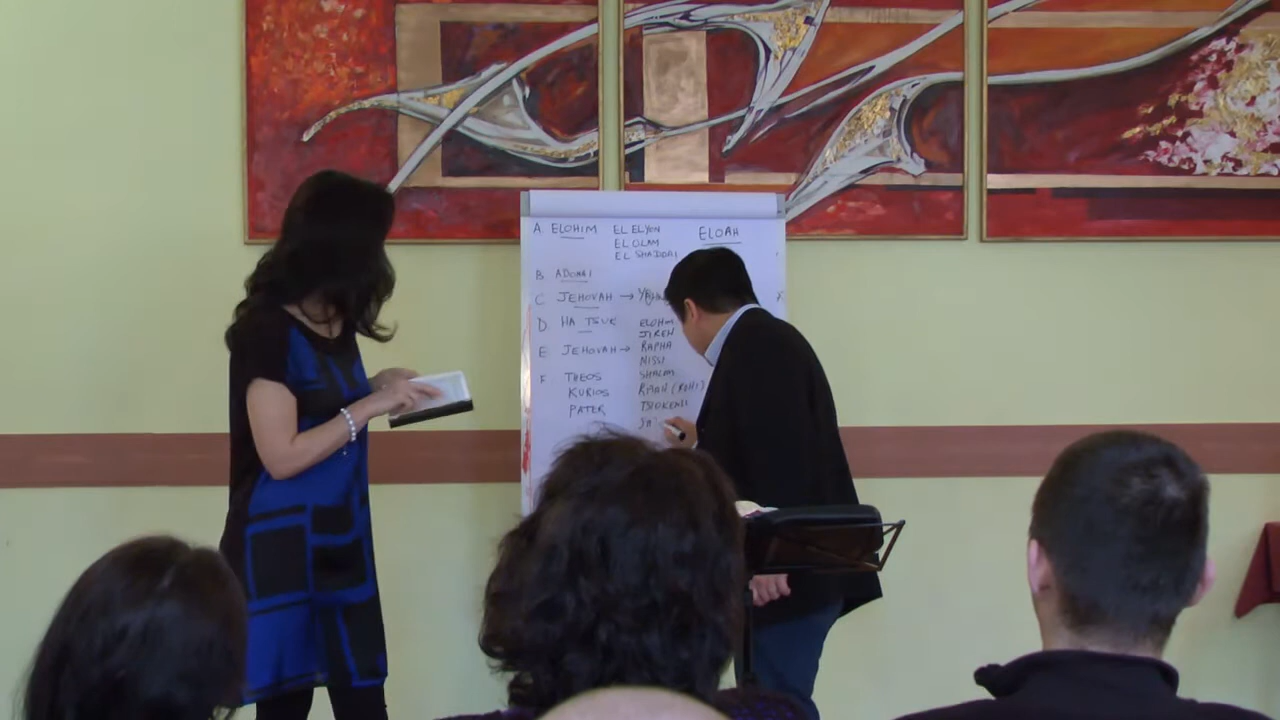 A. ELOHIM EL ELYON ELOAH
EL OLAM
EL SHADDAI
B ADONAI
C. JEHOVAH →
D. HA TSUR ELOHIM
JIREH
E JEHOVAH → RAPHA
NISSI
F THEOS SHALOM
KURIOS (ROHI)
PATER TSIDKENU